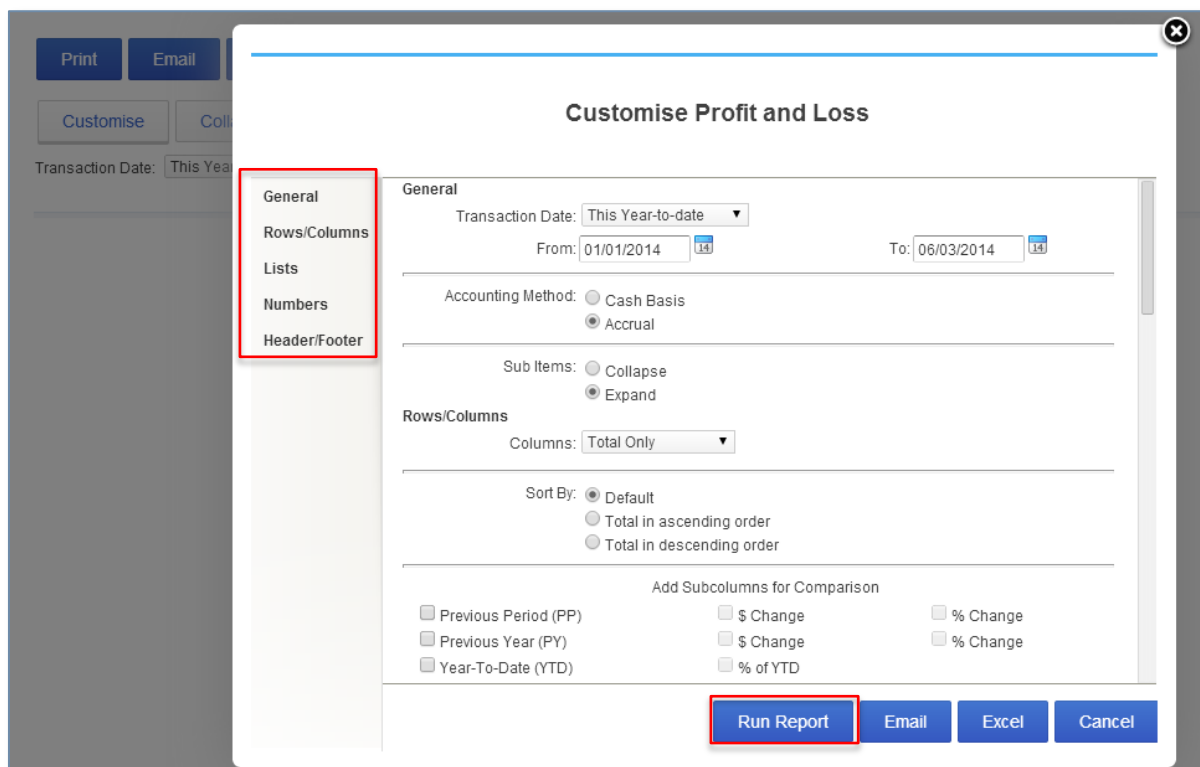 Print
Email
Customise
Transaction Date: This Yea
Customise Profit and Loss
General
Rows/Columns
Lists
Numbers
Header/Footer
General
Transaction Date: This Year-to-date
From: 01/01/2014 14 To: 06/03/2014 14
Accounting Method: Cash Basis
Accrual
Sub Items: Collapse
Expand
Rows/Columns
Columns: Total Only
Sort By: Default
Total in ascending order
Total in descending order
Add Subcolumns for Comparison
Previous Period (PP) $ Change % Change
Previous Year (PY) $ Change % Change
Year-To-Date (YTD) % of YTD
Run Report Email Excel Cancel